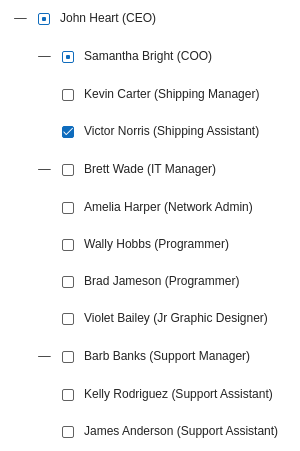 John Heart (CEO)
Samantha Bright (COO)
Kevin Carter (Shipping Manager)
Victor Norris (Shipping Assistant)
Brett Wade (IT Manager)
Amelia Harper (Network Admin)
Wally Hobbs (Programmer)
Brad Jameson (Programmer)
Violet Bailey (Jr Graphic Designer)
Barb Banks (Support Manager)
Kelly Rodriguez (Support Assistant)
James Anderson (Support Assistant)